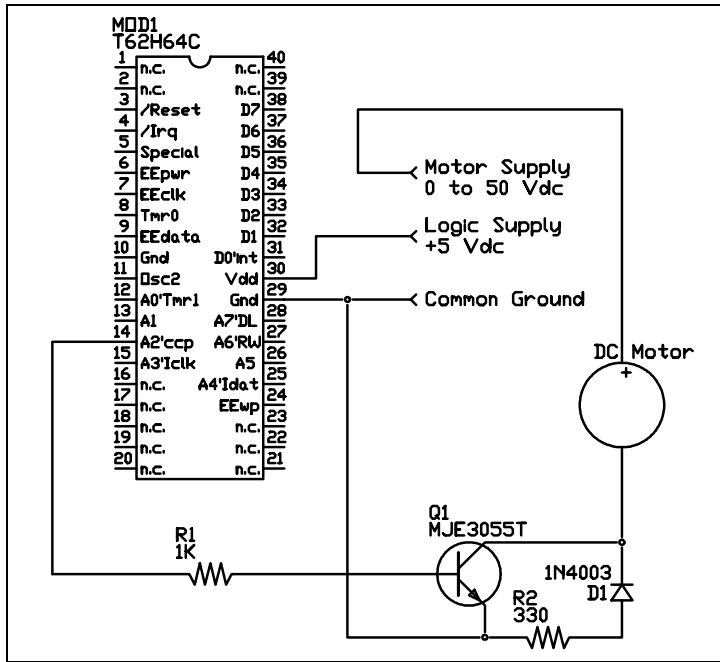 MOD1
T62H64C
1 n.c. n.c. 40
2 n.c. n.c. 39
3 /Reset D7 38
4 /Irq D6 37
5 Special D5 36
6 EEpwr D4 35
7 EEclk D3 34
8 Tmr0 D2 33
9 EEdata D1 32
10 Gnd D0'Int 31
11 Osc2 Vdd 30
12 A0'Tmr1 Gnd 29
13 A1 A7'DL 28
14 A2'ccp A6'RW 27
15 A3'Iclk A5 26
16 n.c. A4'Idat 25
17 n.c. EEwp 24
18 n.c. n.c. 23
19 n.c. n.c. 22
20 n.c. n.c. 21
Motor Supply
0 to 50 Vdc
Logic Supply
+5 Vdc
Common Ground
DC Motor
+
Q1
MJE3055T
R1
1K
1N4003
D1
R2
330